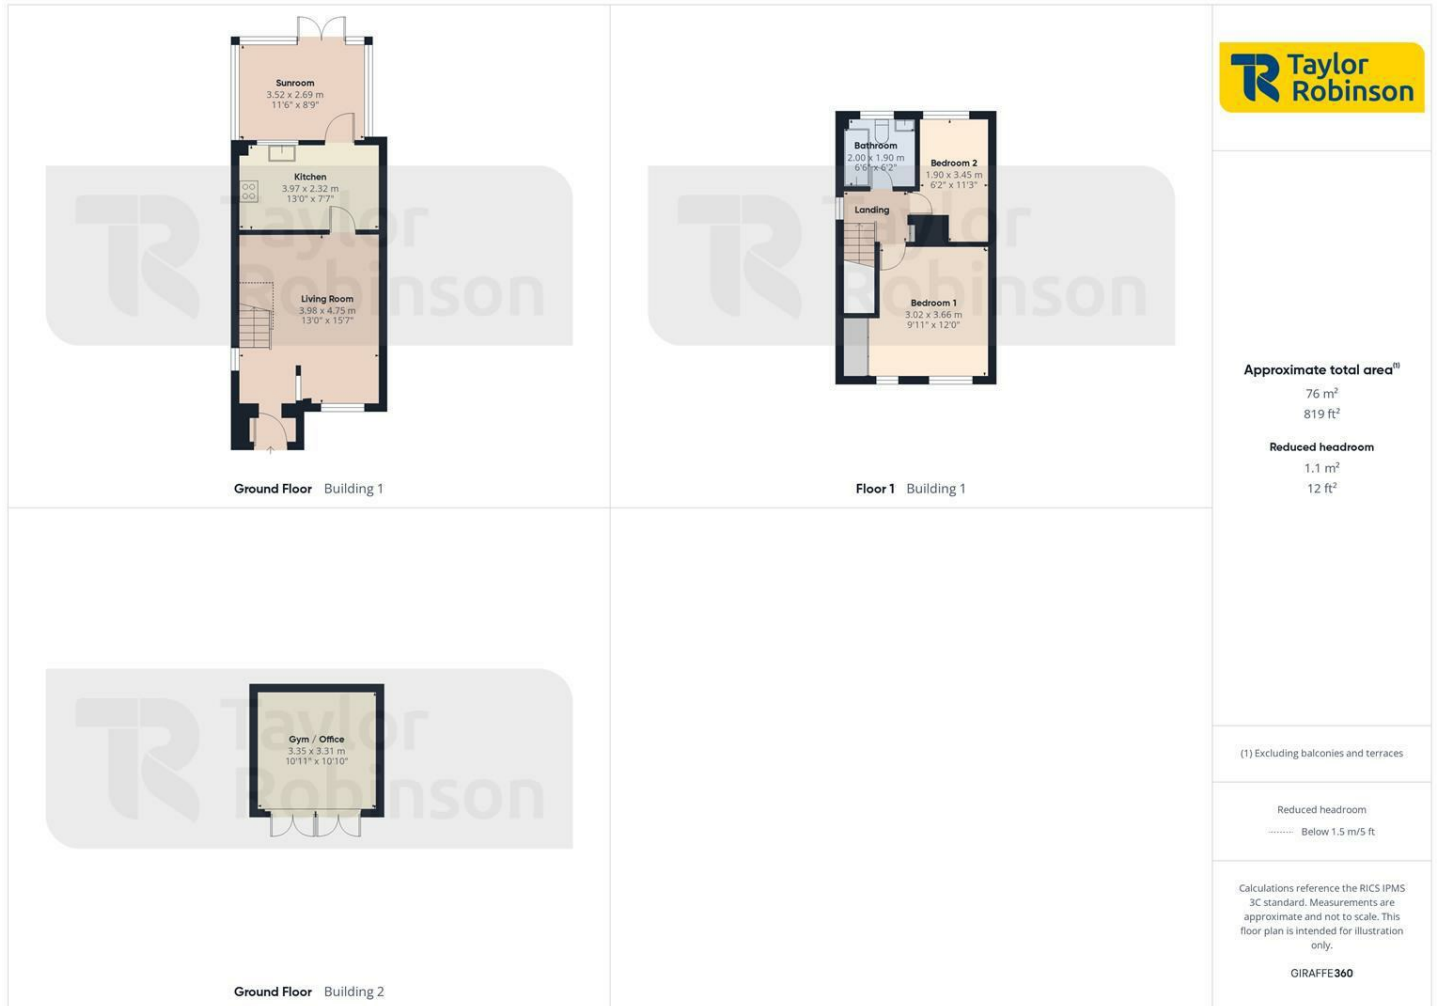 Sunroom
3.52 x 2.69 m
11'6" x 8'9"
Kitchen
3.97 x 2.32 m
13'0" x 7'7"
Living Room
3.98 x 4.75 m
13'0" x 15'7"
Taylor
Robinson
Ground Floor Building 1
Bathroom
2.00 x 1.90 m
6'6" x 6'2"
Bedroom 2
1.90 x 3.45 m
6'2" x 11'3"
Landing
Bedroom 1
3.02 x 3.66 m
9'11" x 12'0"
Taylor
Robinson
Floor 1 Building 1
Gym / Office
3.35 x 3.31 m
10'11" x 10'10"
Taylor
Robinson
Ground Floor Building 2
Taylor
Robinson
Approximate total area(1)
76 m²
819 ft²
Reduced headroom
1.1 m²
12 ft²
(1) Excluding balconies and terraces
Reduced headroom
Below 1.5 m/5 ft
Calculations reference the RICS IPMS
3C standard. Measurements are
approximate and not to scale. This
floor plan is intended for illustration
only.
GIRAFFE360